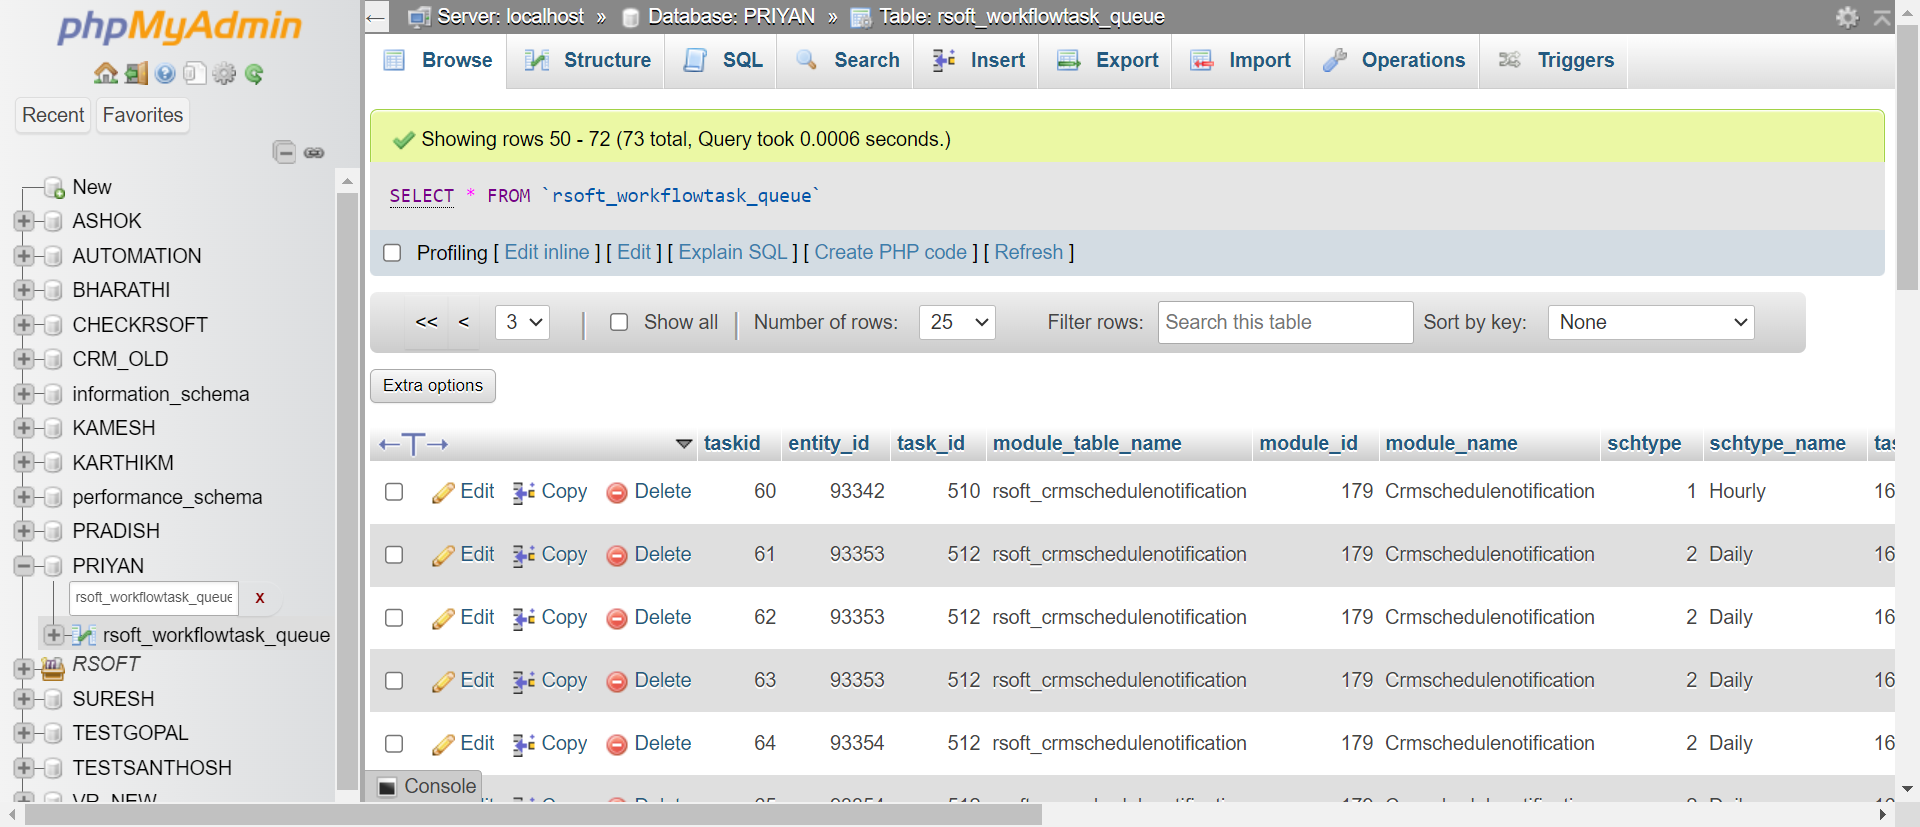 phpMyAdmin
Recent Favorites
New
ASHOK
AUTOMATION
BHARATHI
CHECKRSOFT
CRM_OLD
information_schema
KAMESH
KARTHIKM
performance_schema
PRADISH
PRIYAN
rsoft_workflowtask_queue X
rsoft_workflowtask_queue
RSOFT
SURESH
TESTGOPAL
TESTSANTHOSH
VP_NEW
← Server: localhost » Database: PRIYAN » Table: rsoft_workflowtask_queue
Browse Structure SQL Search Insert Export Import Operations Triggers
Showing rows 50 - 72 (73 total, Query took 0.0006 seconds.)
SELECT * FROM `rsoft_workflowtask_queue`
Profiling [ Edit inline ] [ Edit ] [ Explain SQL ] [ Create PHP code ] [ Refresh ]
<< < 3 | Show all | Number of rows: 25 Filter rows: Search this table Sort by key: None
Extra options
←T→ taskid entity_id task_id module_table_name module_id module_name schtype schtype_name tas
Edit Copy Delete 60 93342 510 rsoft_crmschedulenotification 179 Crmschedulenotification 1 Hourly 16
Edit Copy Delete 61 93353 512 rsoft_crmschedulenotification 179 Crmschedulenotification 2 Daily 16
Edit Copy Delete 62 93353 512 rsoft_crmschedulenotification 179 Crmschedulenotification 2 Daily 16
Edit Copy Delete 63 93353 512 rsoft_crmschedulenotification 179 Crmschedulenotification 2 Daily 16
Edit Copy Delete 64 93354 512 rsoft_crmschedulenotification 179 Crmschedulenotification 2 Daily 16
Console